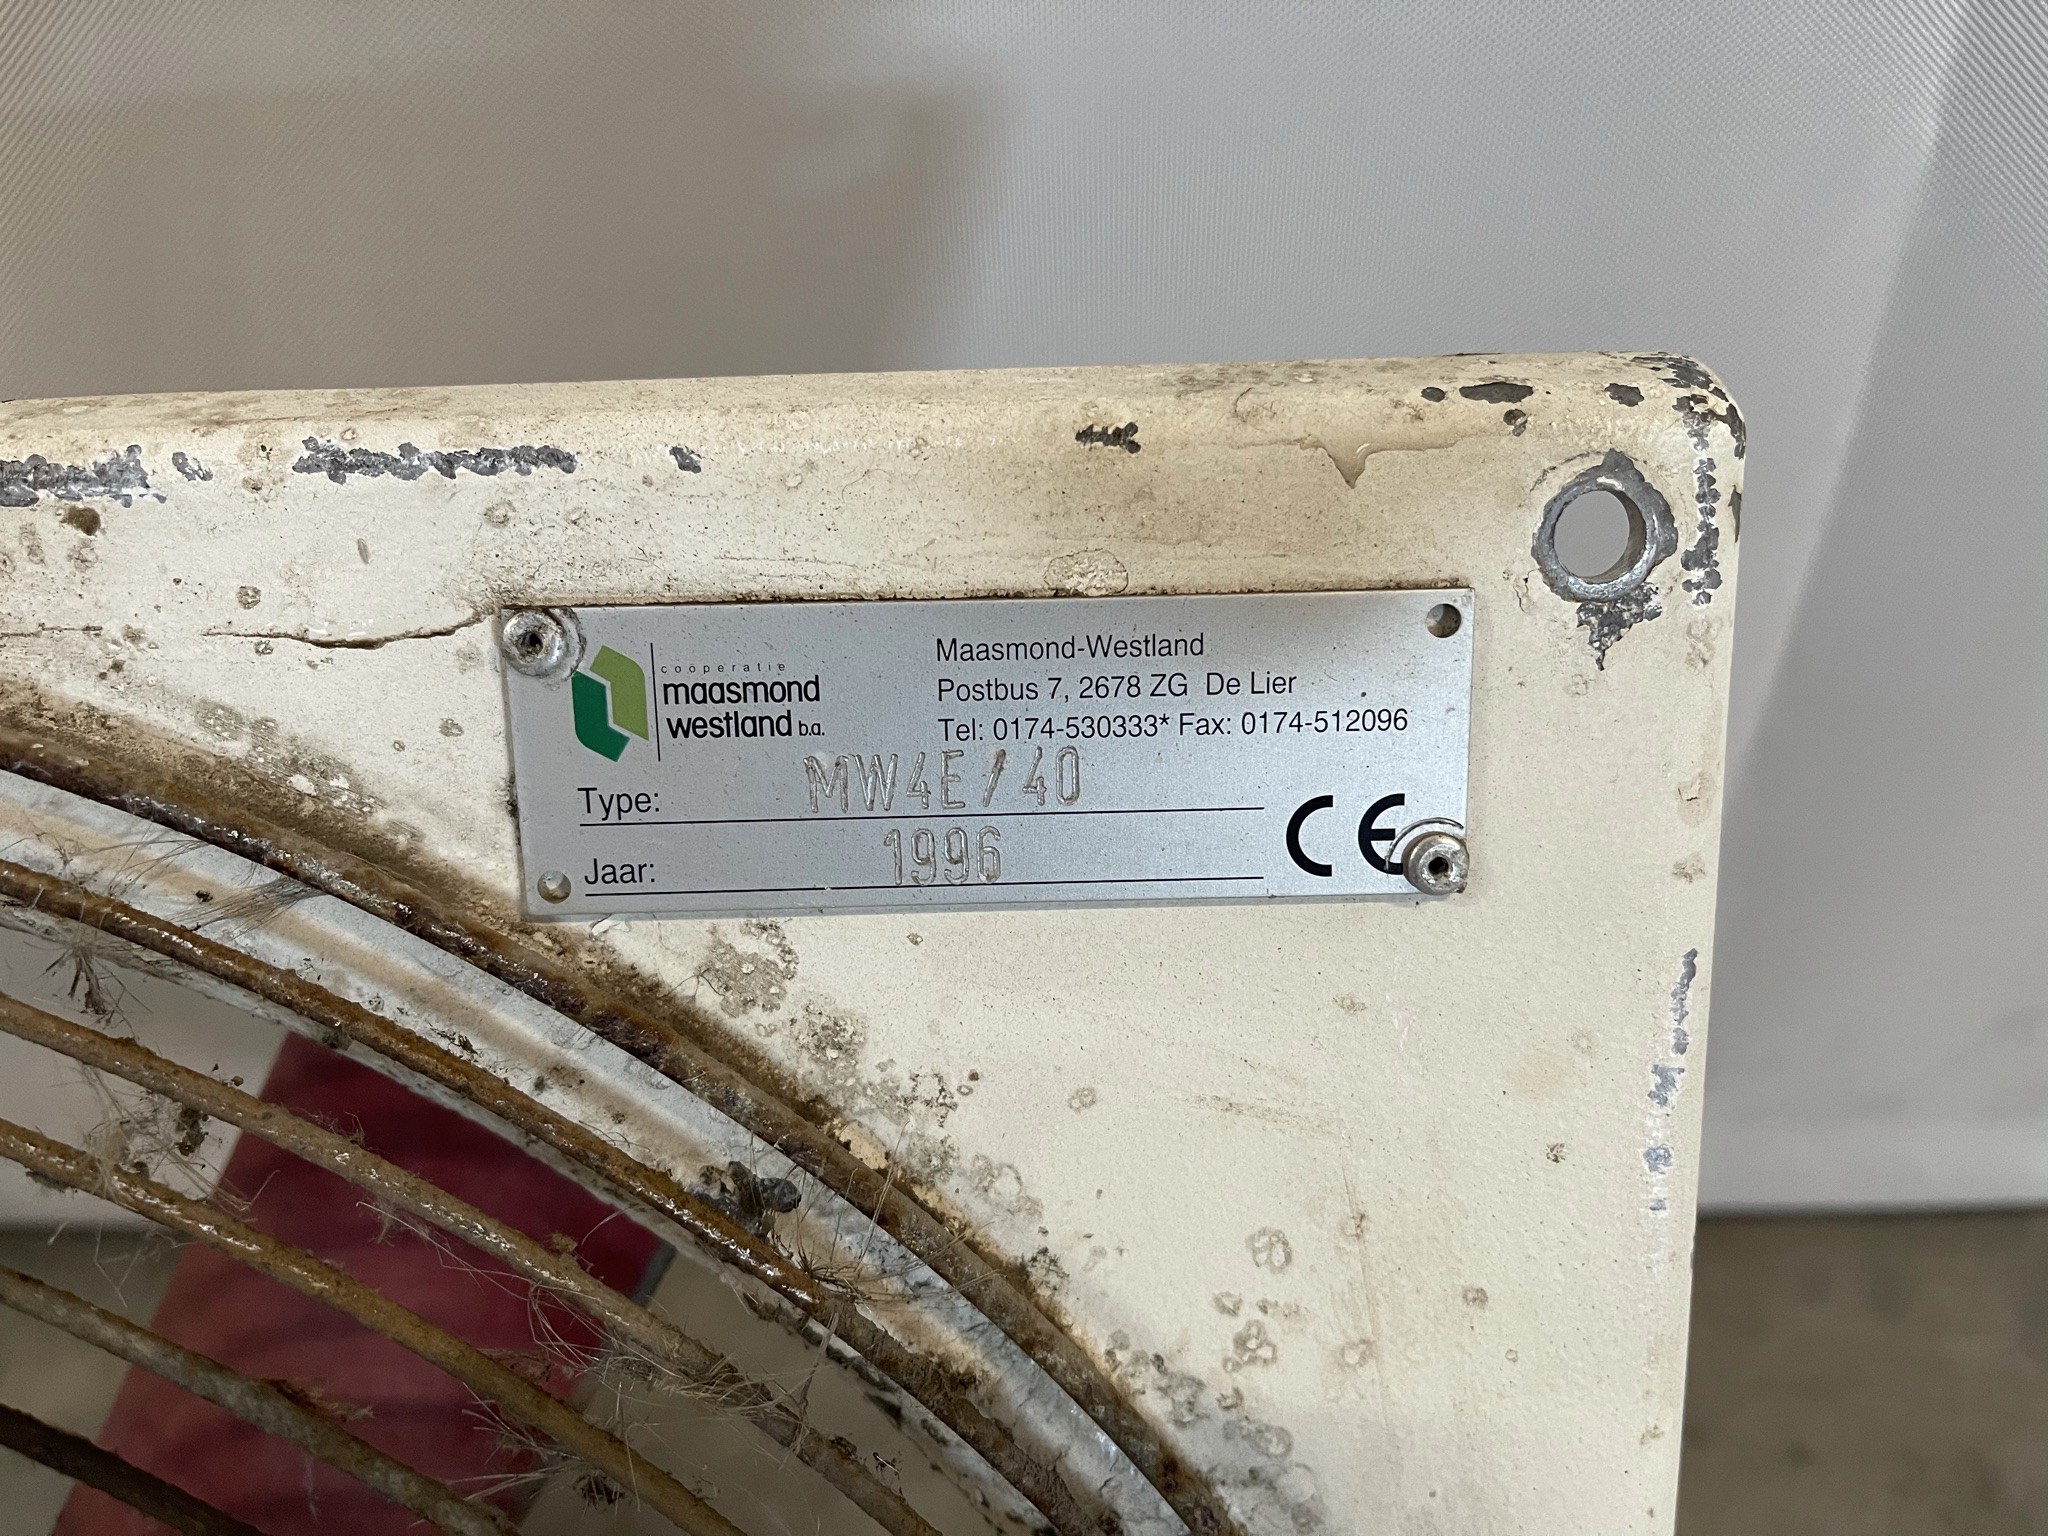 coöperatie
maasmond
westland b.a.
Maasmond-Westland
Postbus 7, 2678 ZG De Lier
Tel: 0174-530333* Fax: 0174-512096
Type: MW4E/40
Jaar: 1996
CE